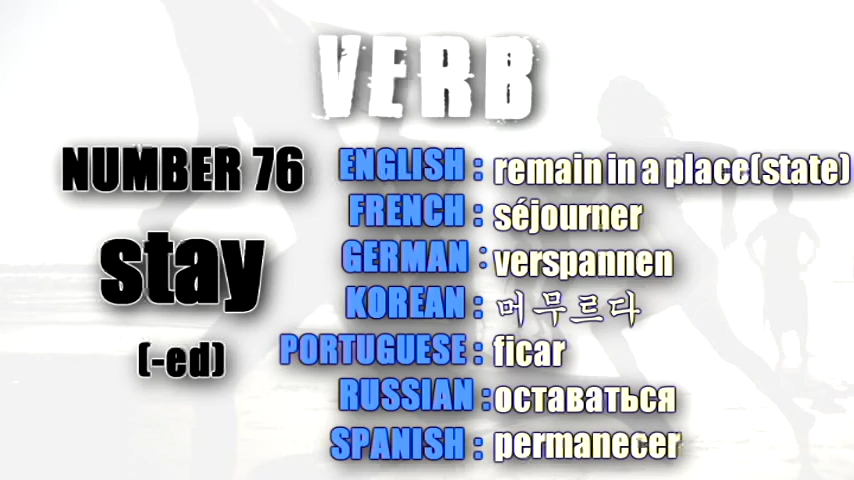 VERB
NUMBER 76
stay
(-ed)
ENGLISH : remain in a place(state)
FRENCH : séjourner
GERMAN : verspannen
KOREAN : 머무르다
PORTUGUESE : ficar
RUSSIAN : оставаться
SPANISH : permanecer